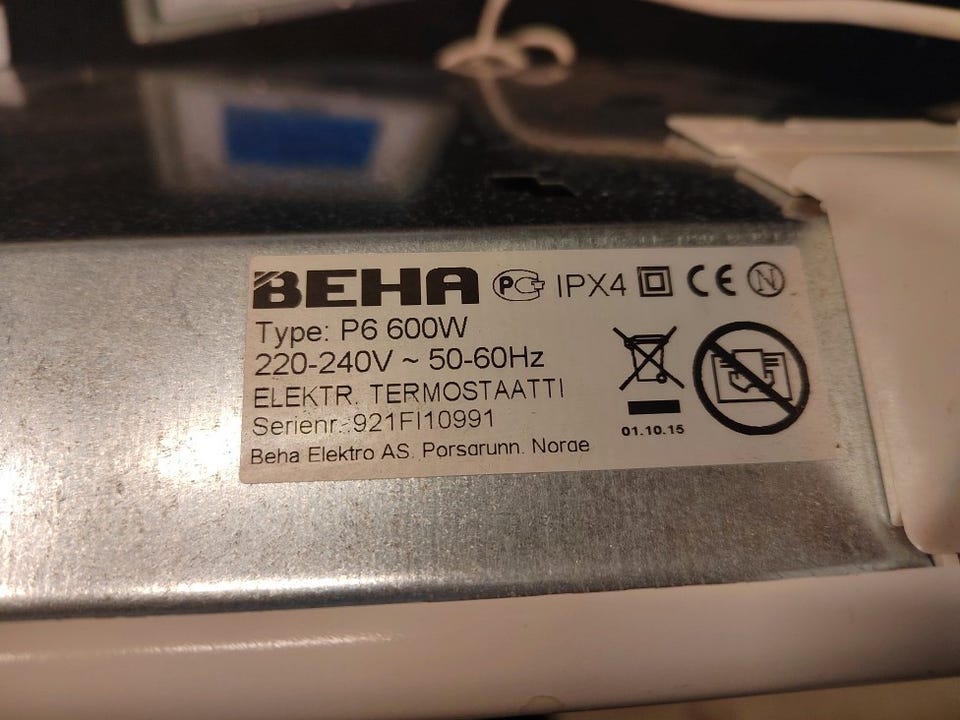 BEHA IPX4 CE N
Type: P6 600W
220-240V ~ 50-60Hz
ELEKTR. TERMOSTAATTI
Serienr.:921FI10991
01.10.15
Beha Elektro AS. Porsgrunn. Norge